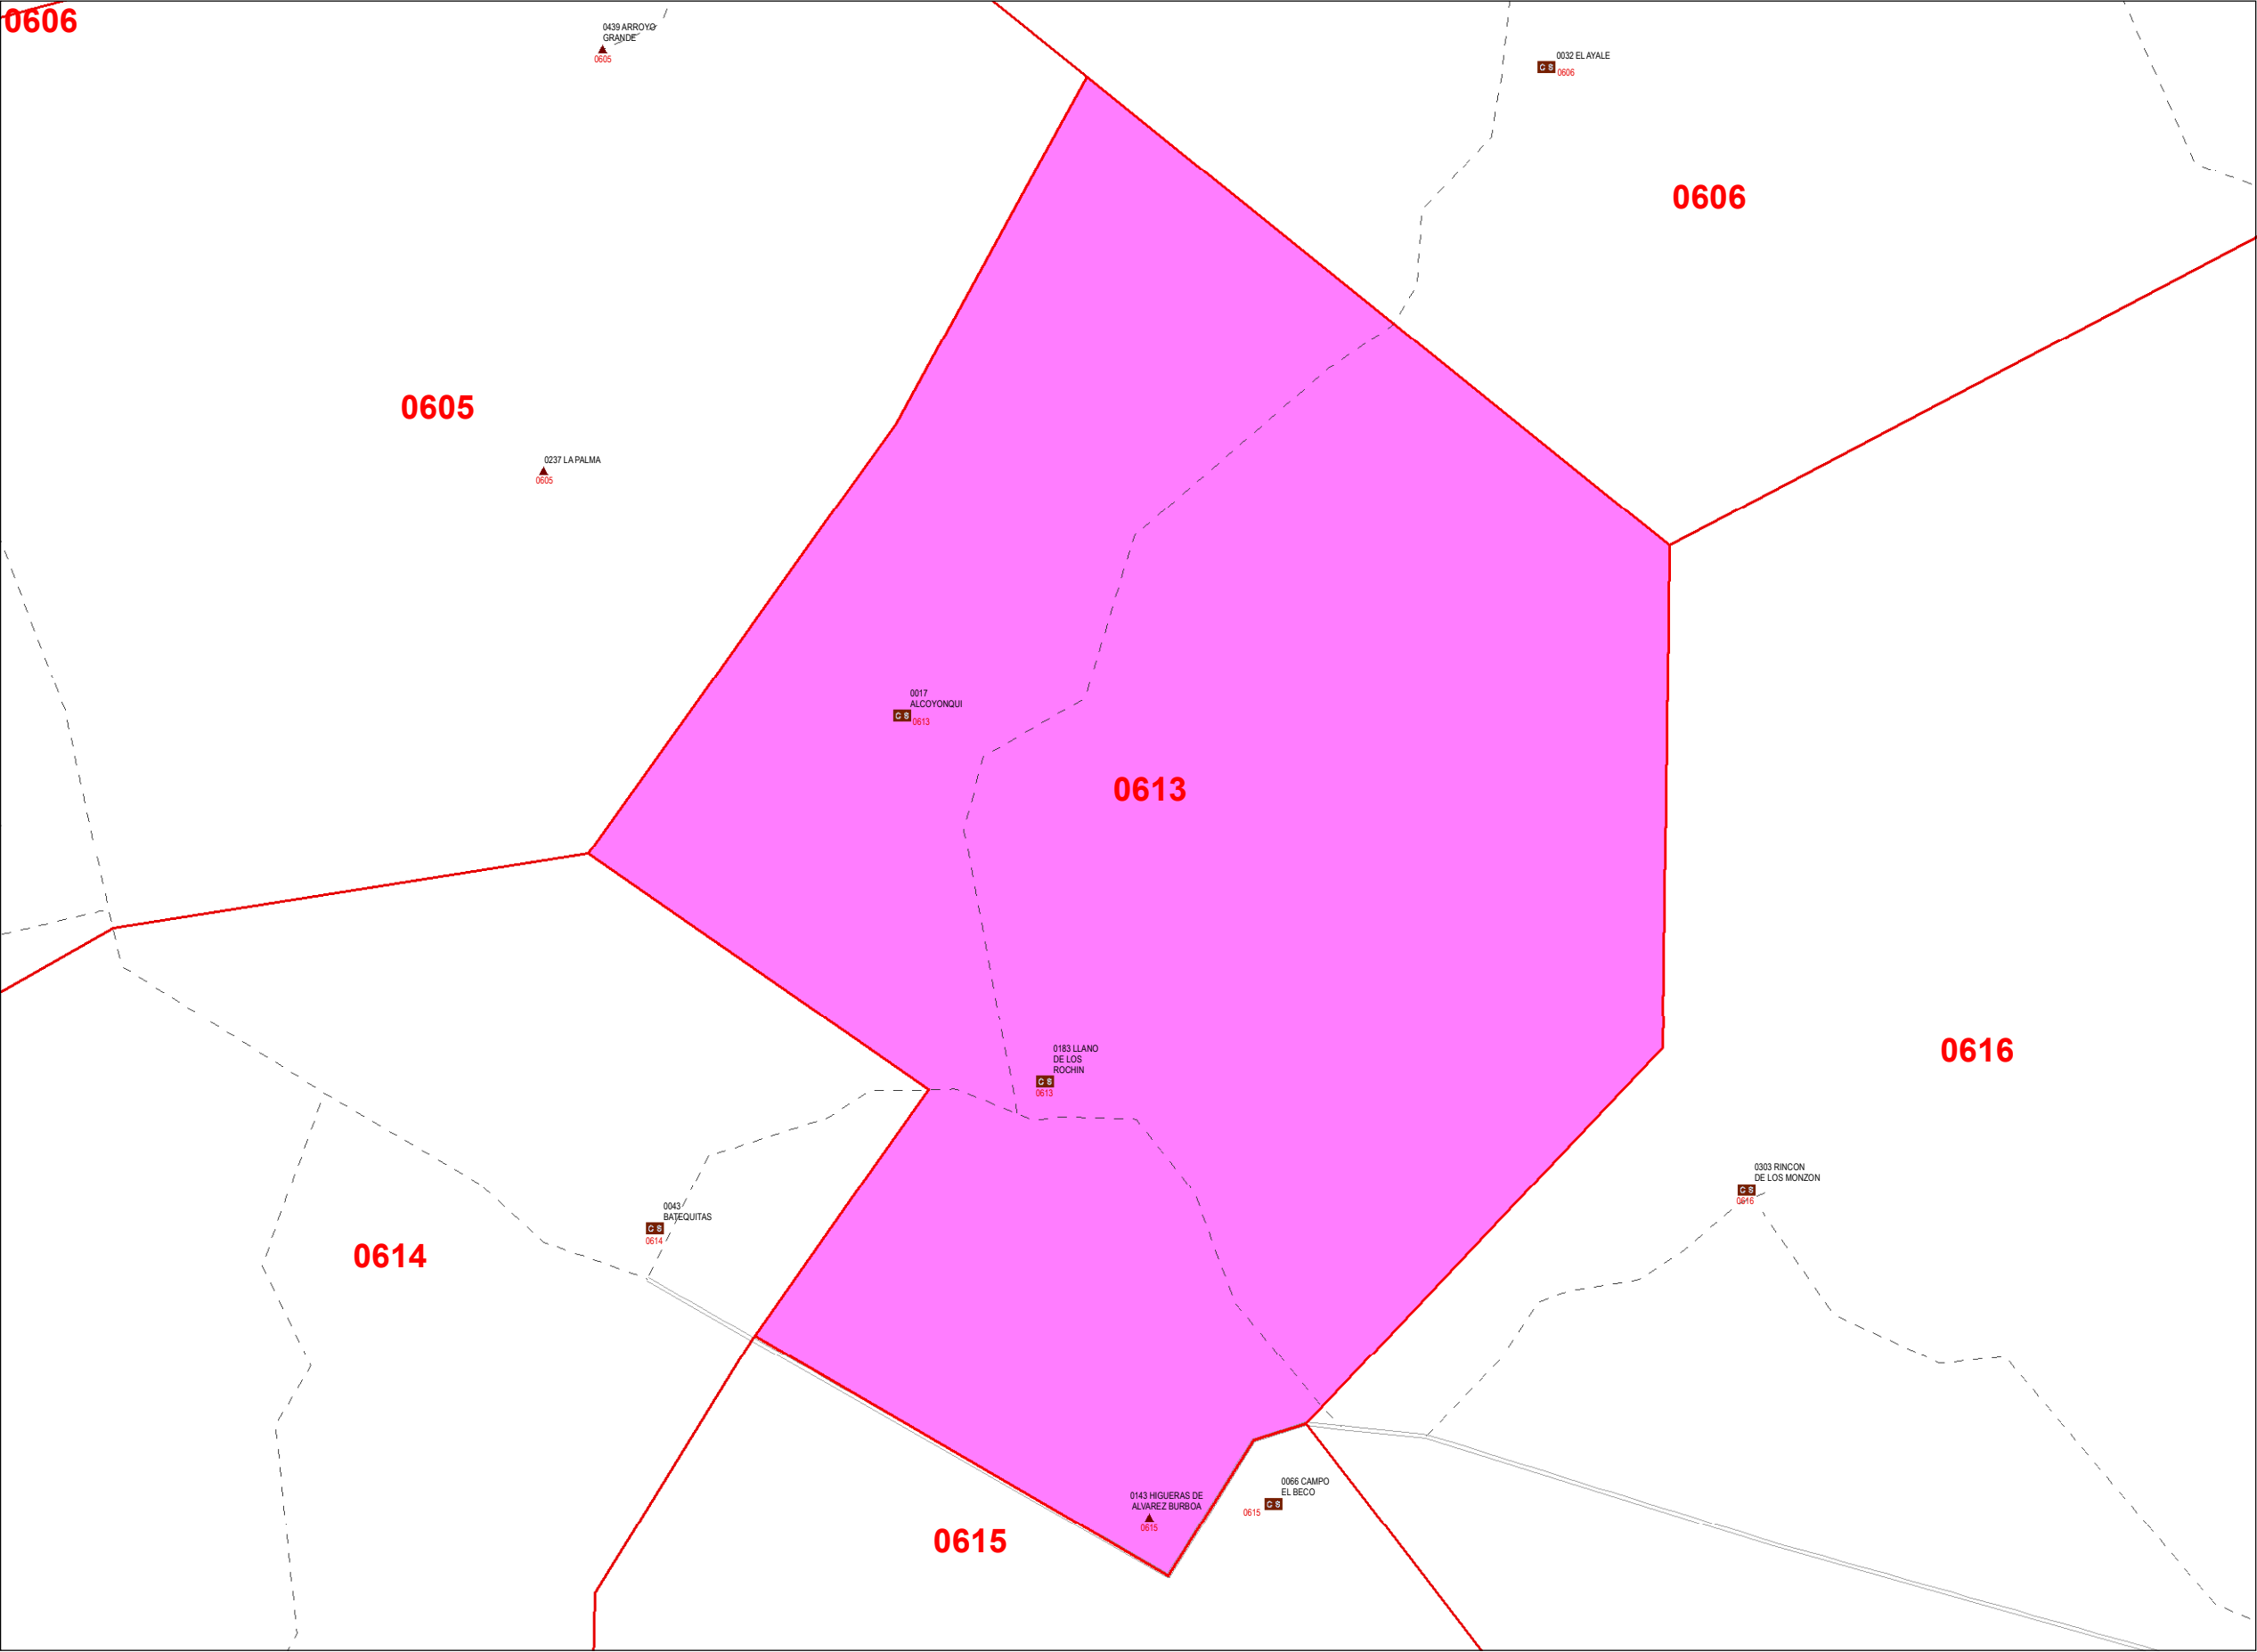 0606
0439 ARROYO
GRANDE
0605
0032 EL AYALE
C S
0606
0606
0605
0237 LA PALMA
0605
0017
ALCOYONQUI
C S
0613
0613
0183 LLANO
DE LOS
ROCHIN
C S
0613
0616
0303 RINCON
DE LOS MONZON
C S
0616
0043
BATEQUITAS
C S
0614
0614
0066 CAMPO
EL BECO
C S
0615
0143 HIGUERAS DE
ALVAREZ BURBOA
0615
0615